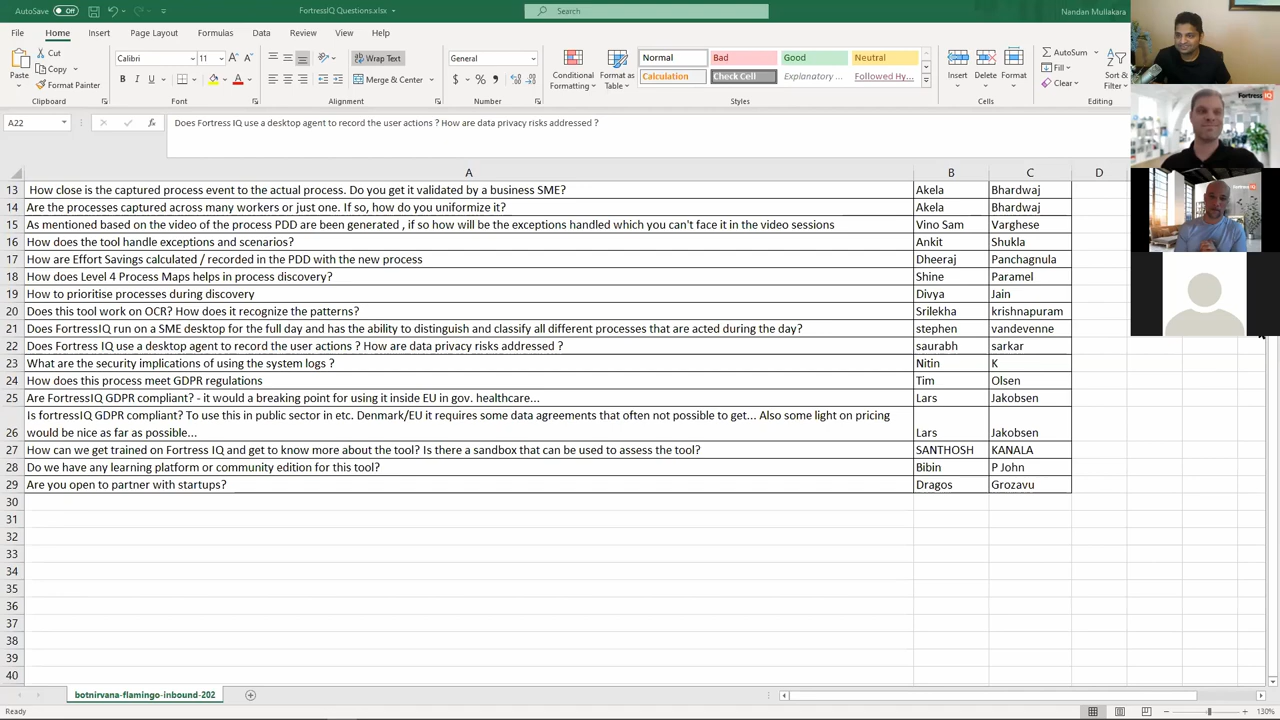 AutoSave Off FortressIQ Questions.xlsx Search Nandan Mullakara
File Home Insert Page Layout Formulas Data Review View Help
Paste Cut Copy Format Painter Clipboard
Calibri 11 B I U Font
Wrap Text Merge & Center Alignment
General $ % Number
Conditional Formatting Format as Table Normal Bad Good Neutral Calculation Check Cell Explanatory ... Followed Hy... Styles
Insert Delete Format Cells
AutoSum Fill Clear Sort & Filter Editing
FortressIQ
FortressIQ
A22 fx Does Fortress IQ use a desktop agent to record the user actions ? How are data privacy risks addressed ?
A B C D
13 How close is the captured process event to the actual process. Do you get it validated by a business SME? Akela Bhardwaj
14 Are the processes captured across many workers or just one. If so, how do you uniformize it? Akela Bhardwaj
15 As mentioned based on the video of the process PDD are been generated , if so how will be the exceptions handled which you can't face it in the video sessions Vino Sam Varghese
16 How does the tool handle exceptions and scenarios? Ankit Shukla
17 How are Effort Savings calculated / recorded in the PDD with the new process Dheeraj Panchagnula
18 How does Level 4 Process Maps helps in process discovery? Shine Paramel
19 How to prioritise processes during discovery Divya Jain
20 Does this tool work on OCR? How does it recognize the patterns? Srilekha krishnapuram
21 Does FortressIQ run on a SME desktop for the full day and has the ability to distinguish and classify all different processes that are acted during the day? stephen vandevenne
22 Does Fortress IQ use a desktop agent to record the user actions ? How are data privacy risks addressed ? saurabh sarkar
23 What are the security implications of using the system logs ? Nitin K
24 How does this process meet GDPR regulations Tim Olsen
25 Are FortressIQ GDPR compliant? - it would a breaking point for using it inside EU in gov. healthcare... Lars Jakobsen
Is fortressIQ GDPR compliant? To use this in public sector in etc. Denmark/EU it requires some data agreements that often not possible to get... Also some light on pricing
26 would be nice as far as possible... Lars Jakobsen
27 How can we get trained on Fortress IQ and get to know more about the tool? Is there a sandbox that can be used to assess the tool? SANTHOSH KANALA
28 Do we have any learning platform or community edition for this tool? Bibin P John
29 Are you open to partner with startups? Dragos Grozavu
30
31
32
33
34
35
36
37
38
39
40
botnirvana-flamingo-inbound-202
Ready 130%